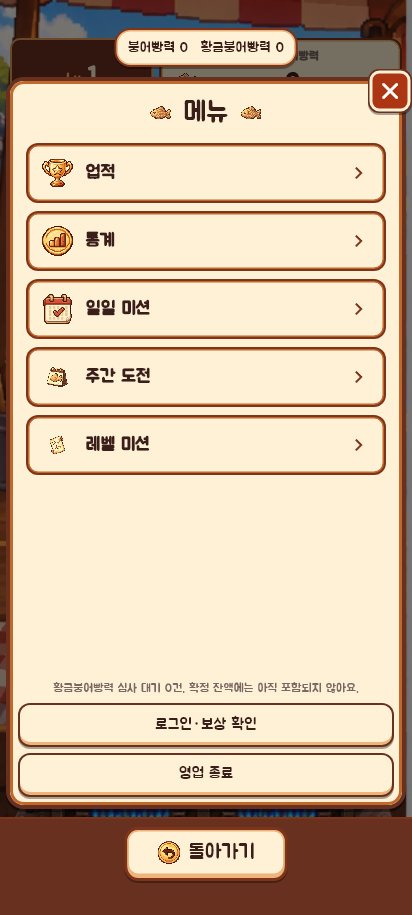 붕어빵력 0 황금붕어빵력 0
빵력
1
메뉴
업적
통계
일일 미션
주간 도전
레벨 미션
황금붕어빵력 심사 대기 0건, 확정 잔액에는 아직 포함되지 않아요.
로그인·보상 확인
영업 종료
돌아가기